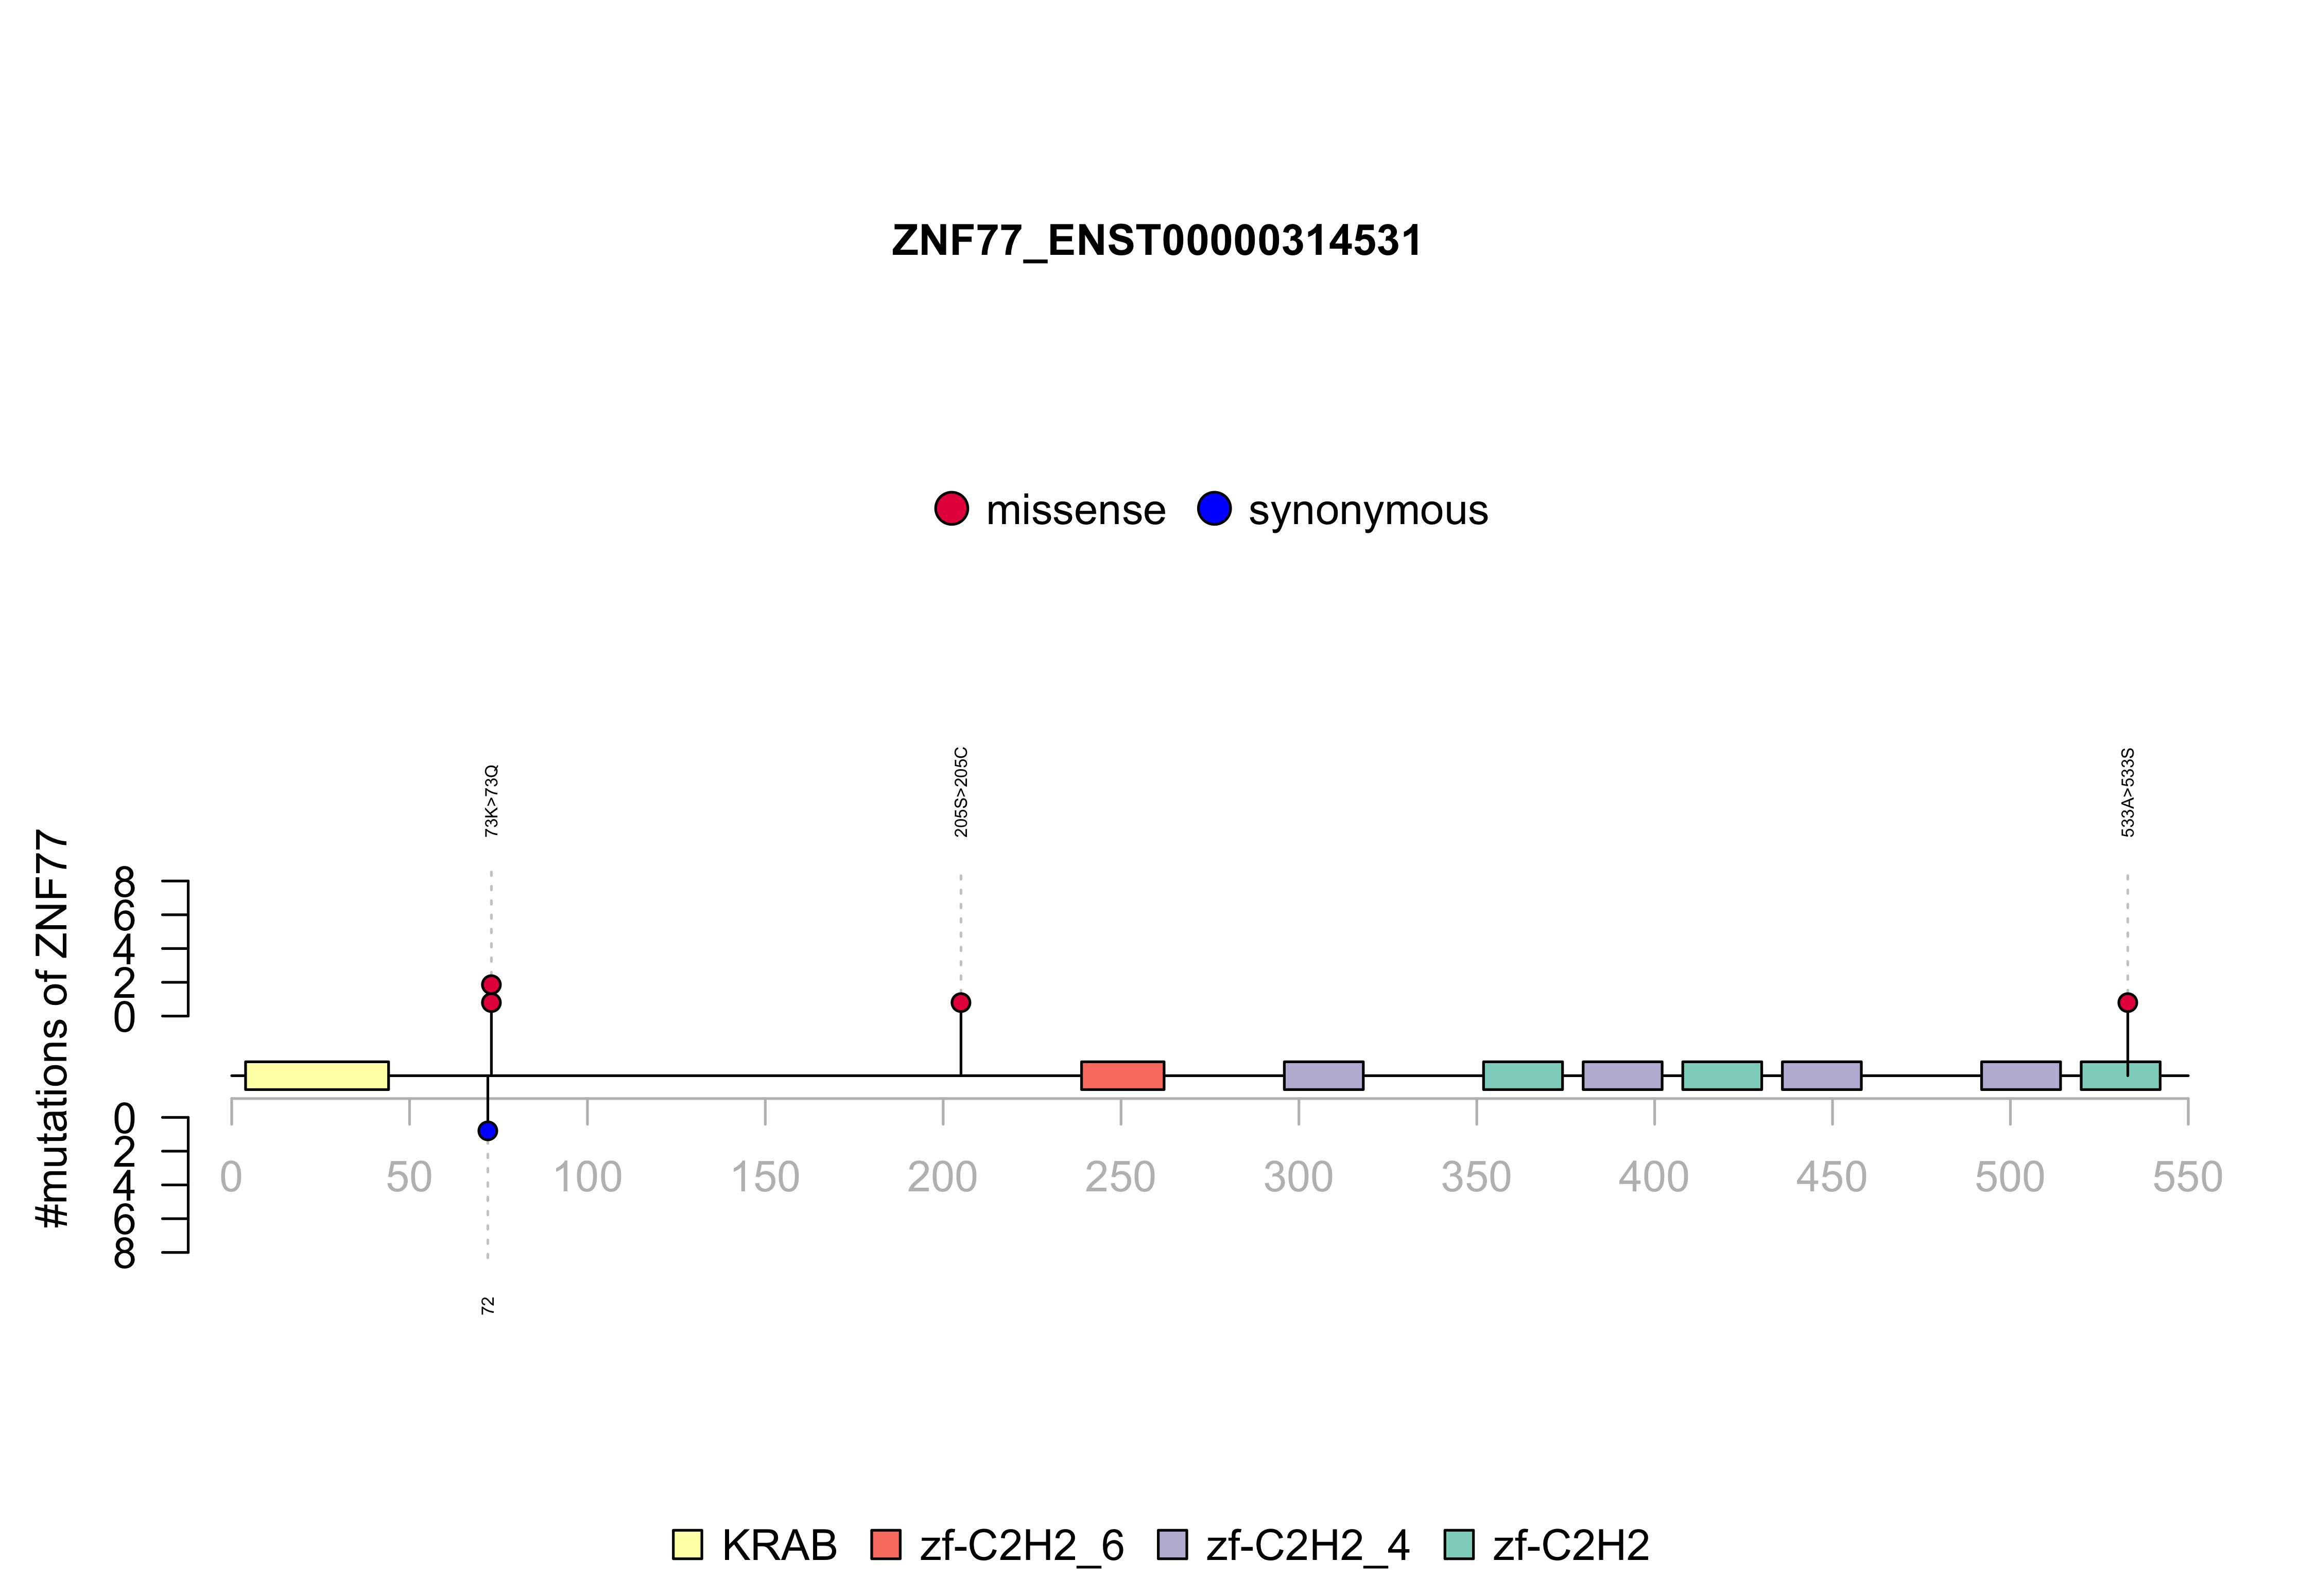 ZNF77_ENST00000314531
missense synonymous
73K>73Q 205S>205C 533A>533S
#mutations of ZNF77
8
6
4
2
0
0
2
4
6
8
0 50 100 150 200 250 300 350 400 450 500 550
72
KRAB zf-C2H2_6 zf-C2H2_4 zf-C2H2